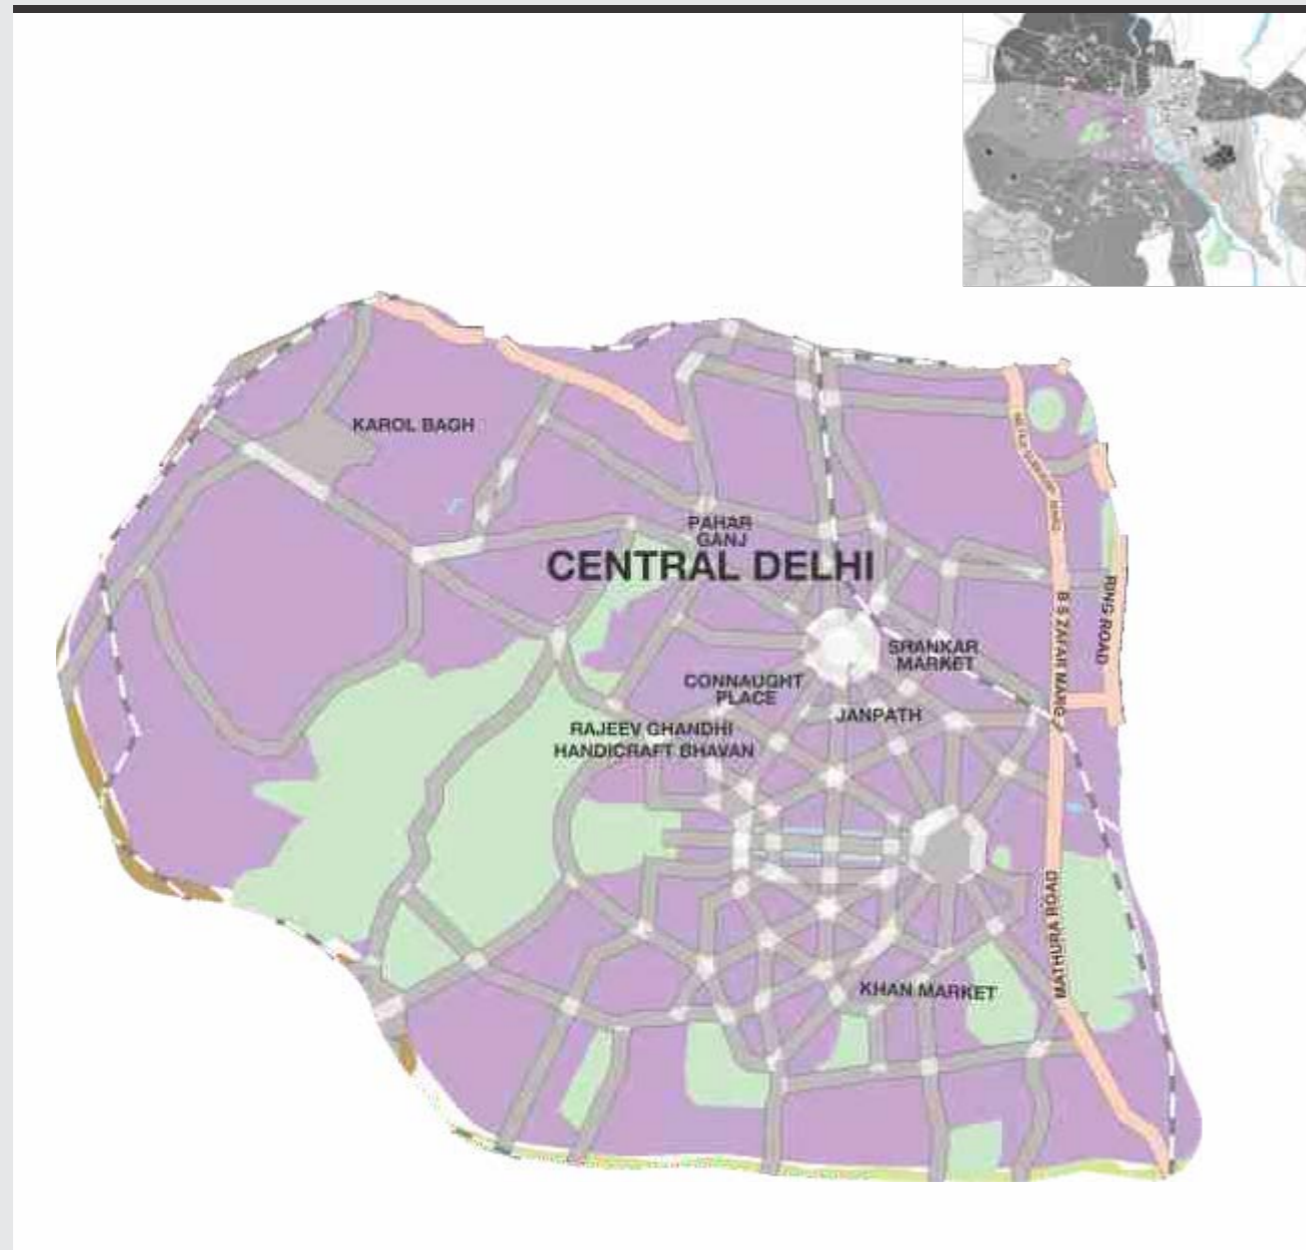 KAROL BAGH
PAHAR
GANJ
CENTRAL DELHI
SRANKAR
MARKET
CONNAUGHT
PLACE
JANPATH
RAJEEV GHANDHI
HANDICRAFT BHAVAN
B S ZAFAR MARG
RING ROAD
MATHURA ROAD
KHAN MARKET